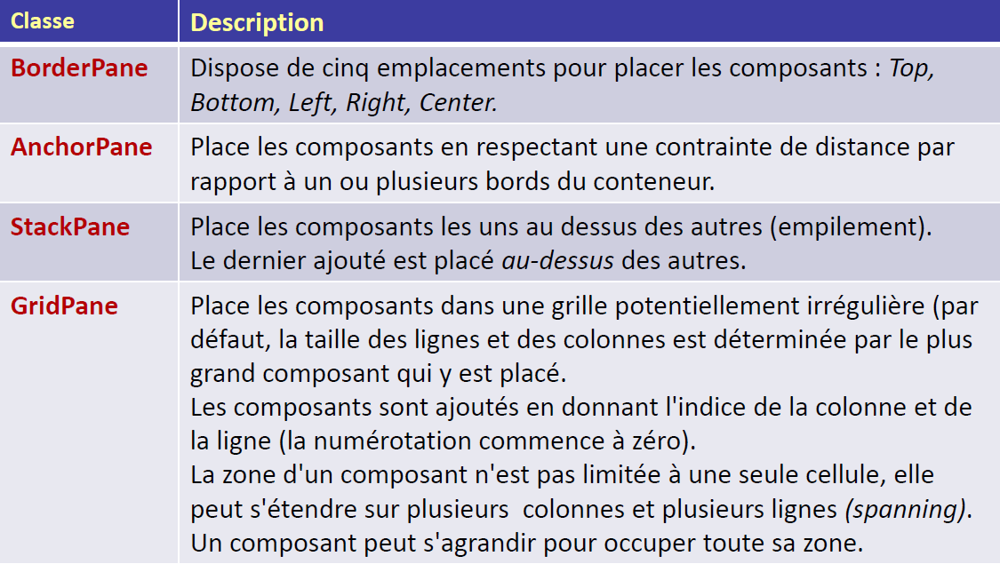 Classe Description
BorderPane Dispose de cinq emplacements pour placer les composants : Top,
Bottom, Left, Right, Center.
AnchorPane Place les composants en respectant une contrainte de distance par
rapport à un ou plusieurs bords du conteneur.
StackPane Place les composants les uns au dessus des autres (empilement).
Le dernier ajouté est placé au-dessus des autres.
GridPane Place les composants dans une grille potentiellement irrégulière (par
défaut, la taille des lignes et des colonnes est déterminée par le plus
grand composant qui y est placé.
Les composants sont ajoutés en donnant l'indice de la colonne et de
la ligne (la numérotation commence à zéro).
La zone d'un composant n'est pas limitée à une seule cellule, elle
peut s'étendre sur plusieurs colonnes et plusieurs lignes (spanning).
Un composant peut s'agrandir pour occuper toute sa zone.